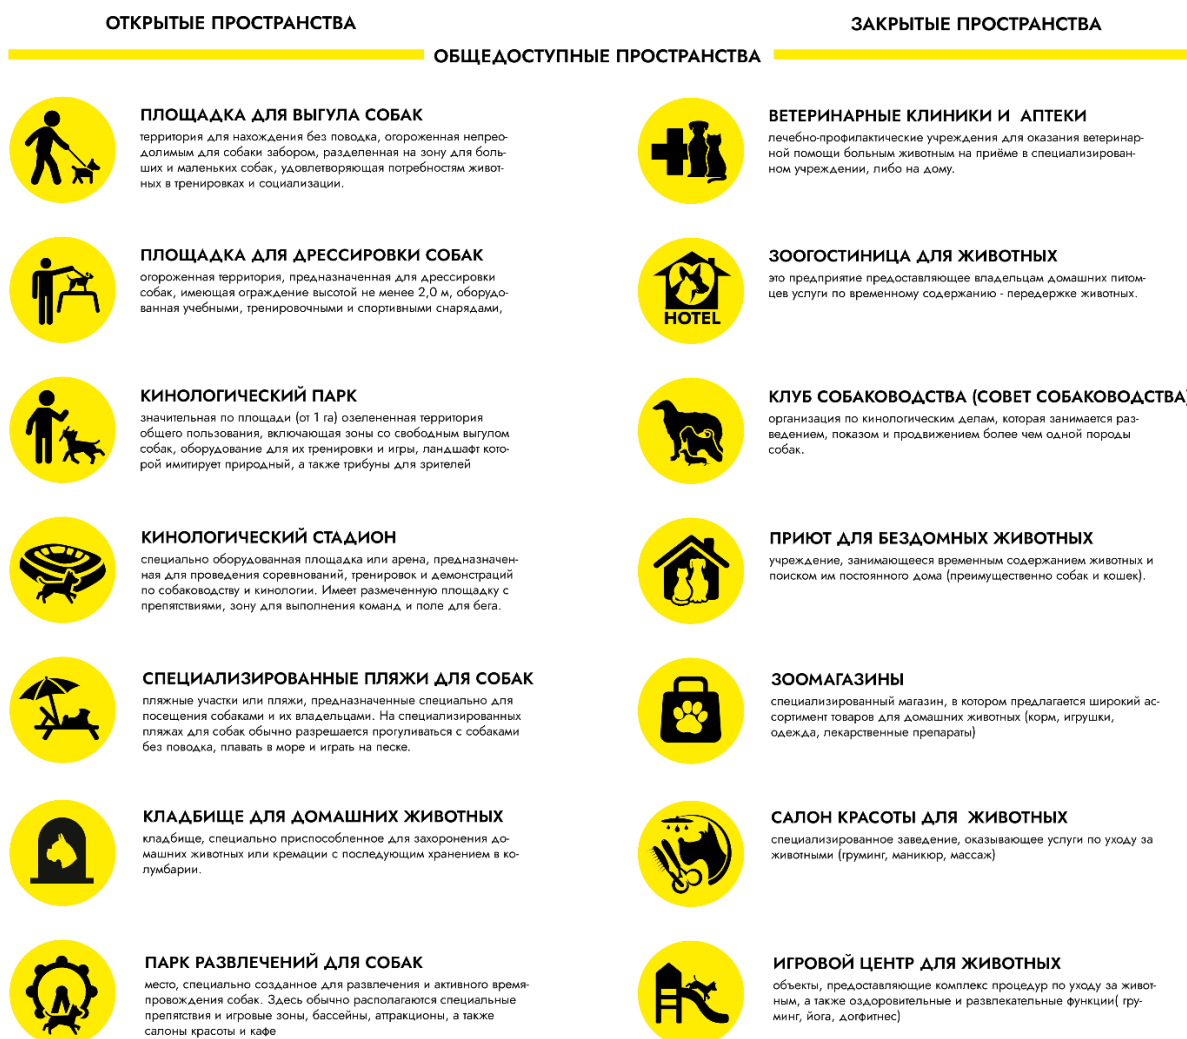 ОТКРЫТЫЕ ПРОСТРАНСТВА
ЗАКРЫТЫЕ ПРОСТРАНСТВА
ОБЩЕДОСТУПНЫЕ ПРОСТРАНСТВА
ПЛОЩАДКА ДЛЯ ВЫГУЛА СОБАК
территория для нахождения без поводка, огороженная непрео-
долимым для собаки забором, разделенная на зону для боль-
ших и маленьких собак, удовлетворяющая потребностям живот-
ных в тренировках и социализации.
ПЛОЩАДКА ДЛЯ ДРЕССИРОВКИ СОБАК
огороженная территория, предназначенная для дрессировки
собак, имеющая ограждение высотой не менее 2,0 м, оборудо-
ванная учебными, тренировочными и спортивными снарядами,
КИНОЛОГИЧЕСКИЙ ПАРК
значительная по площади (от 1 га) озелененная территория
общего пользования, включающая зоны со свободным выгулом
собак, оборудование для их тренировки и игры, ландшафт кото-
рой имитирует природный, а также трибуны для зрителей
КИНОЛОГИЧЕСКИЙ СТАДИОН
специально оборудованная площадка или арена, предназначен-
ная для проведения соревнований, тренировок и демонстраций
по собаководству и кинологии. Имеет размеченную площадку с
препятствиями, зону для выполнения команд и поле для бега.
СПЕЦИАЛИЗИРОВАННЫЕ ПЛЯЖИ ДЛЯ СОБАК
пляжные участки или пляжи, предназначенные специально для
посещения собаками и их владельцами. На специализированных
пляжах для собак обычно разрешается прогуливаться с собаками
без поводка, плавать в море и играть на песке.
КЛАДБИЩЕ ДЛЯ ДОМАШНИХ ЖИВОТНЫХ
кладбище, специально приспособленное для захоронения до-
машних животных или кремации с последующим хранением в ко-
лумбарии.
ПАРК РАЗВЛЕЧЕНИЙ ДЛЯ СОБАК
место, специально созданное для развлечения и активного время-
провождения собак. Здесь обычно располагаются специальные
препятствия и игровые зоны, бассейны, аттракционы, а также
салоны красоты и кафе
ВЕТЕРИНАРНЫЕ КЛИНИКИ И АПТЕКИ
лечебно-профилактические учреждения для оказания ветеринар-
ной помощи больным животным на приёме в специализирован-
ном учреждении, либо на дому.
HOTEL
ЗООГОСТИНИЦА ДЛЯ ЖИВОТНЫХ
это предприятие предоставляющее владельцам домашних питом-
цев услуги по временному содержанию - передержке животных.
КЛУБ СОБАКОВОДСТВА (СОВЕТ СОБАКОВОДСТВА)
организация по кинологическим делам, которая занимается раз-
ведением, показом и продвижением более чем одной породы
собак.
ПРИЮТ ДЛЯ БЕЗДОМНЫХ ЖИВОТНЫХ
учреждение, занимающееся временным содержанием животных и
поиском им постоянного дома (преимущественно собак и кошек).
ЗООМАГАЗИНЫ
специализированный магазин, в котором предлагается широкий ас-
сортимент товаров для домашних животных (корм, игрушки,
одежда, лекарственные препараты)
САЛОН КРАСОТЫ ДЛЯ ЖИВОТНЫХ
специализированное заведение, оказывающее услуги по уходу за
животными (груминг, маникюр, массаж)
ИГРОВОЙ ЦЕНТР ДЛЯ ЖИВОТНЫХ
объекты, предоставляющие комплекс процедур по уходу за живот-
ным, а также оздоровительные и развлекательные функции( гру-
минг, йога, догфитнес)